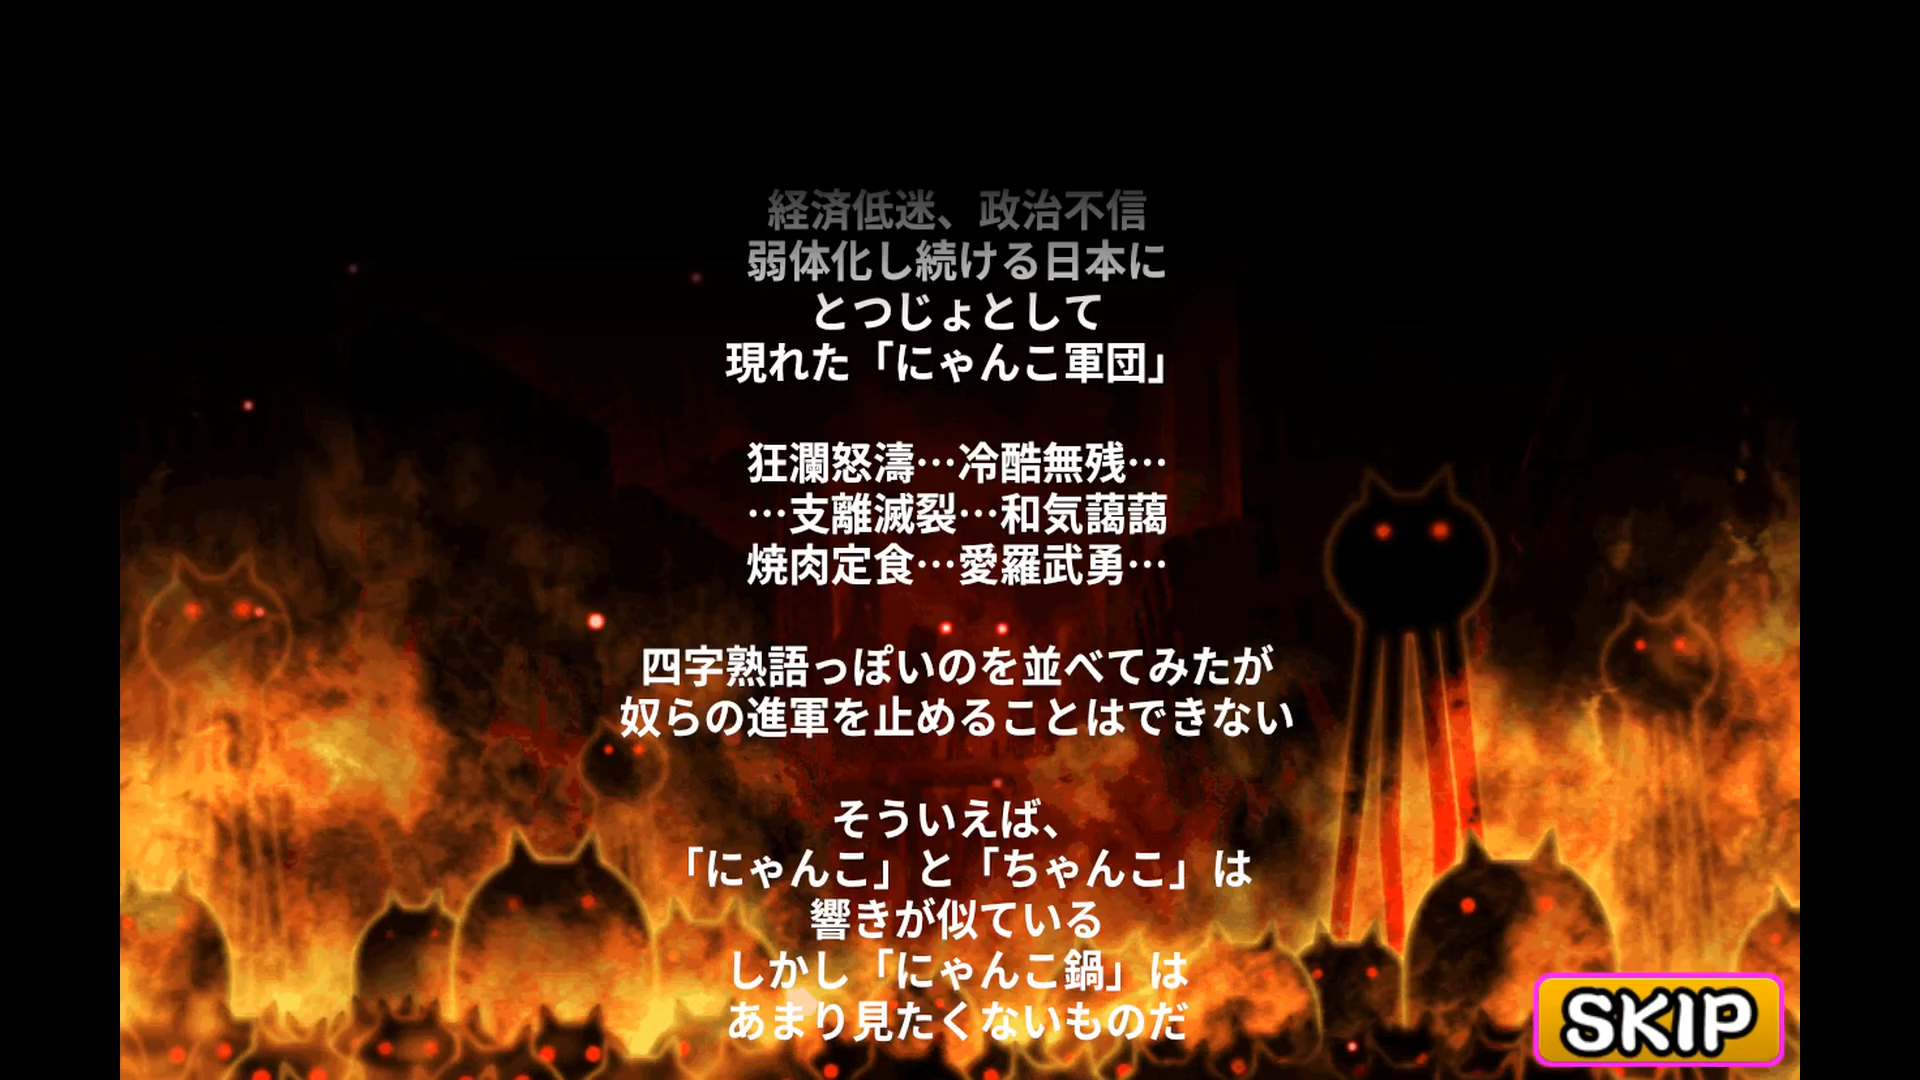 経済低迷、政治不信
弱体化し続ける日本に
とつじょとして
現れた「にゃんこ軍団」
狂瀾怒濤…冷酷無残…
…支離滅裂…和気藹藹
焼肉定食…愛羅武勇…
四字熟語っぽいのを並べてみたが
奴らの進軍を止めることはできない
そういえば、
「にゃんこ」と「ちゃんこ」は
響きが似ている
しかし「にゃんこ鍋」は
あまり見たくないものだ
SKIP